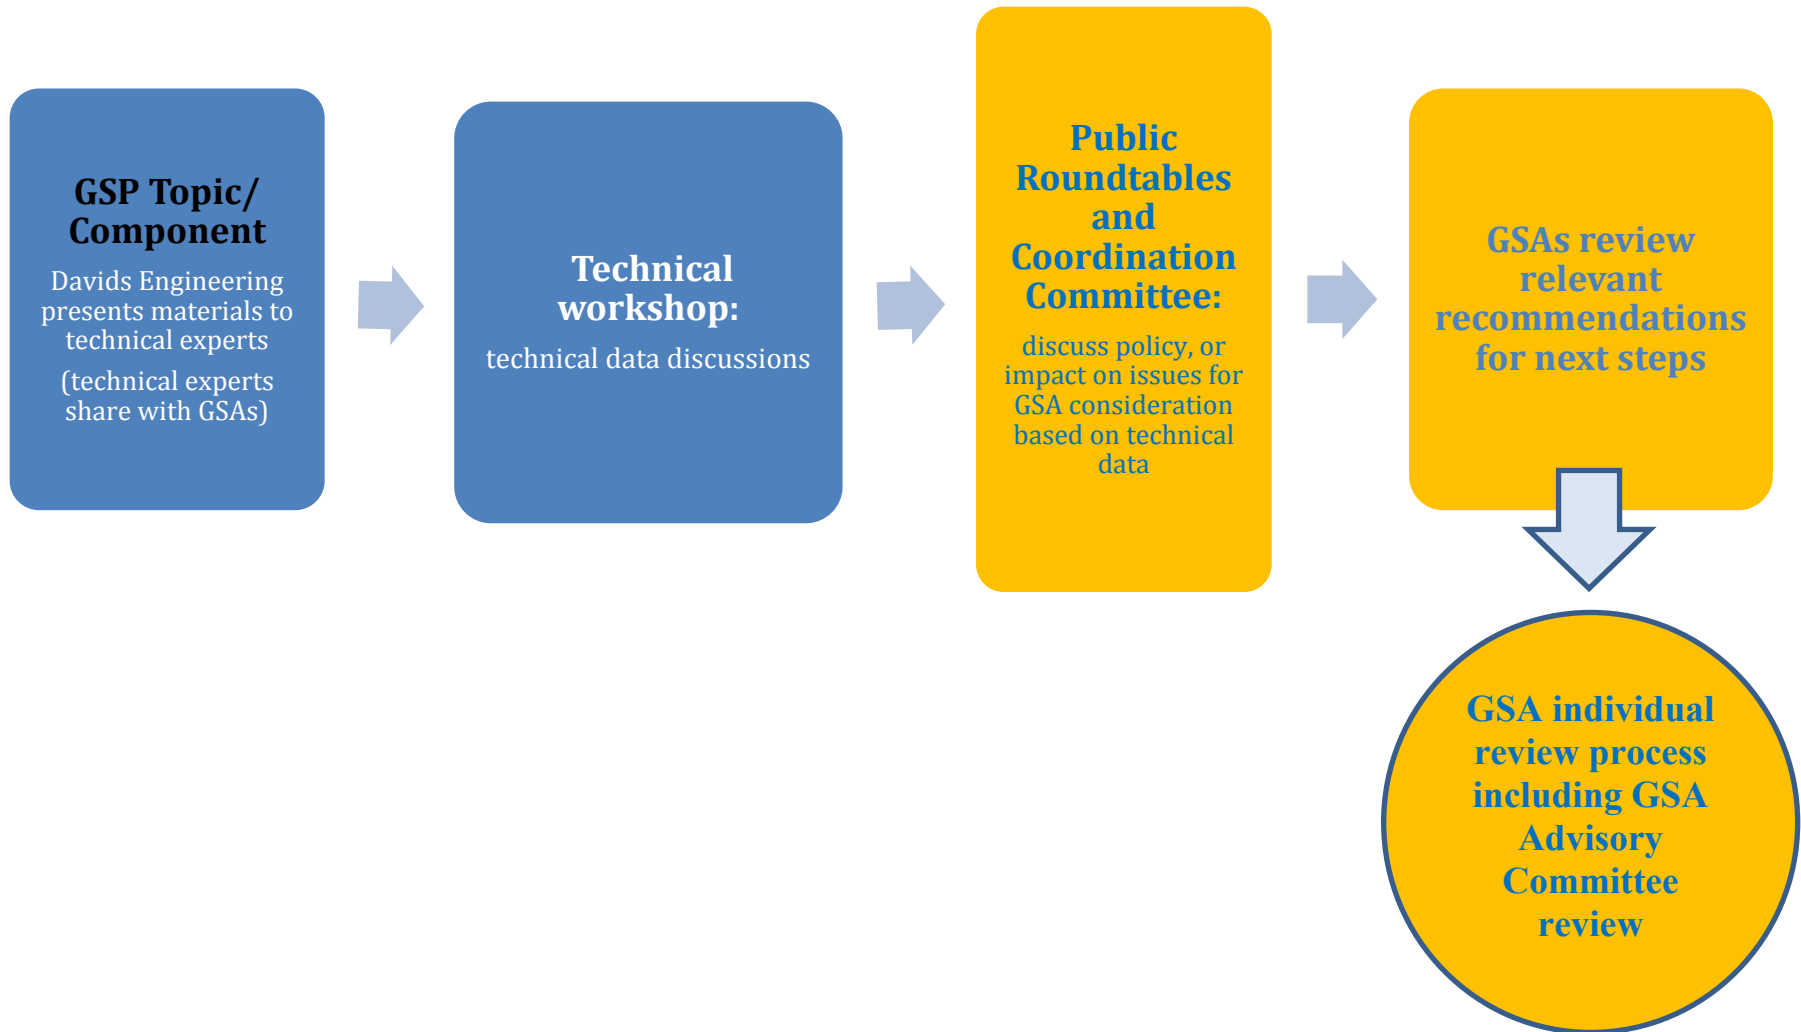 GSP Topic/
Component
Davids Engineering
presents materials to
technical experts
(technical experts
share with GSAs)
Technical
workshop:
technical data discussions
Public
Roundtables
and
Coordination
Committee:
discuss policy, or
impact on issues for
GSA consideration
based on technical
data
GSAs review
relevant
recommendations
for next steps
GSA individual
review process
including GSA
Advisory
Committee
review